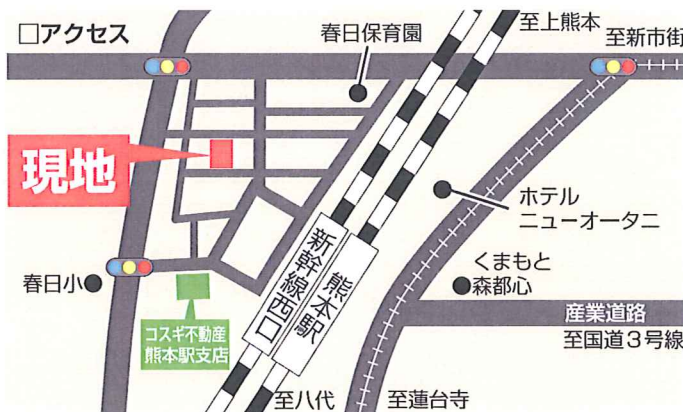 □アクセス
春日保育園
至上熊本
至新市街
現地
ホテル
ニューオータニ
新幹線西口
熊本駅
くまもと
森都心
春日小
コスギ不動産
熊本駅支店
産業道路
至国道3号線
至八代
至蓮台寺